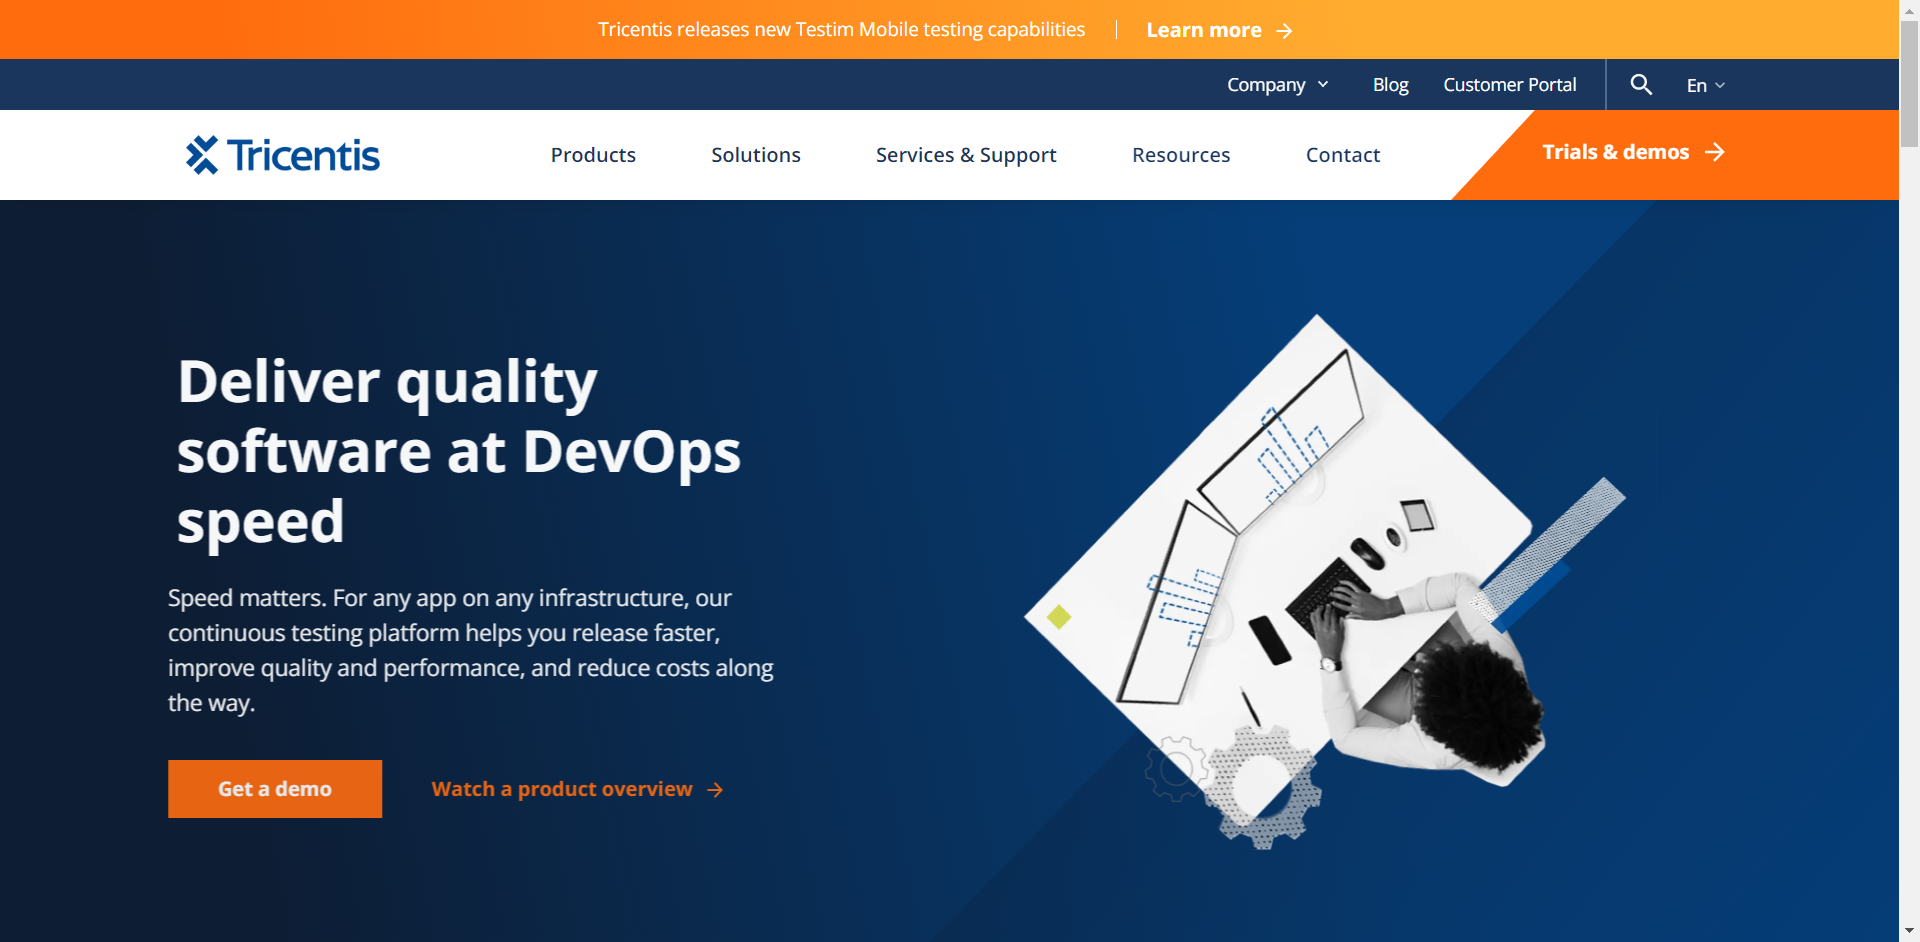 Tricentis releases new Testim Mobile testing capabilities
Learn more
Company
Blog
Customer Portal
En
Tricentis
Products
Solutions
Services & Support
Resources
Contact
Trials & demos
Deliver quality
software at DevOps
speed
Speed matters. For any app on any infrastructure, our
continuous testing platform helps you release faster,
improve quality and performance, and reduce costs along
the way.
Get a demo
Watch a product overview